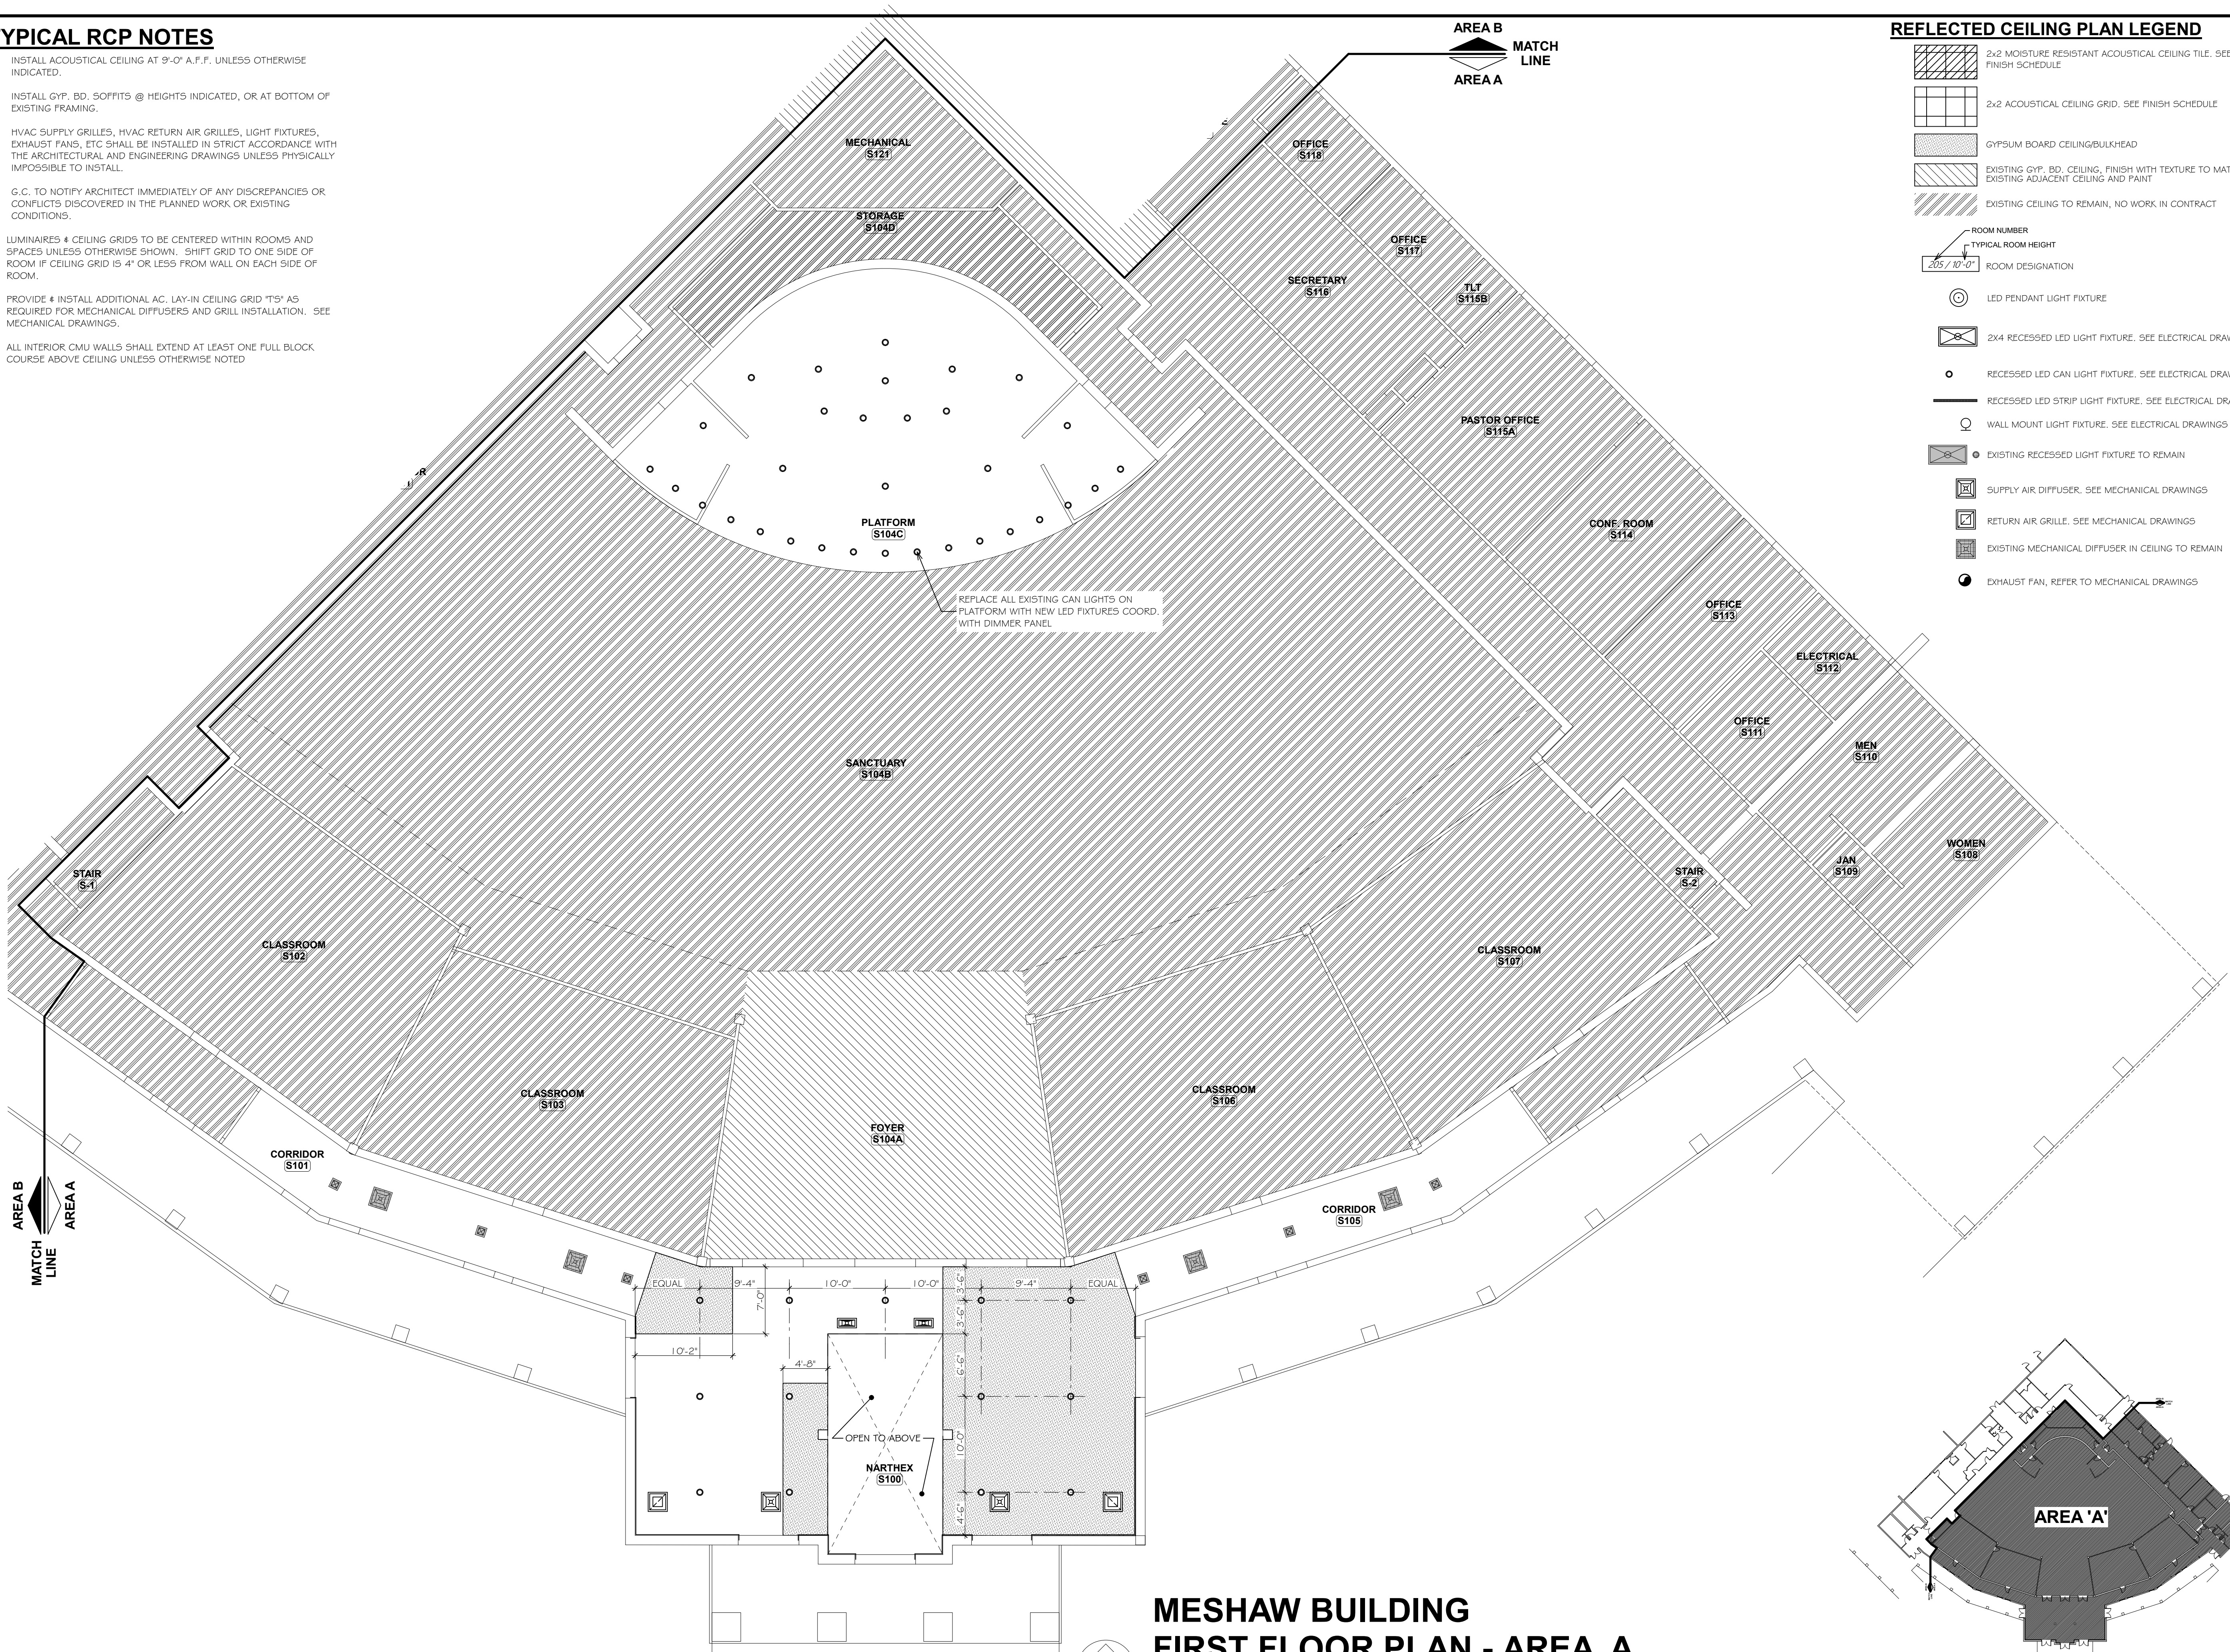 YPICAL RCP NOTES
INSTALL ACOUSTICAL CEILING AT 9'-0" A.F.F. UNLESS OTHERWISE
INDICATED.
INSTALL GYP. BD. SOFFITS @ HEIGHTS INDICATED, OR AT BOTTOM OF
EXISTING FRAMING.
HVAC SUPPLY GRILLES, HVAC RETURN AIR GRILLES, LIGHT FIXTURES,
EXHAUST FANS, ETC SHALL BE INSTALLED IN STRICT ACCORDANCE WITH
THE ARCHITECTURAL AND ENGINEERING DRAWINGS UNLESS PHYSICALLY
IMPOSSIBLE TO INSTALL.
G.C. TO NOTIFY ARCHITECT IMMEDIATELY OF ANY DISCREPANCIES OR
CONFLICTS DISCOVERED IN THE PLANNED WORK OR EXISTING
CONDITIONS.
LUMINAIRES & CEILING GRIDS TO BE CENTERED WITHIN ROOMS AND
SPACES UNLESS OTHERWISE SHOWN. SHIFT GRID TO ONE SIDE OF
ROOM IF CEILING GRID IS 4" OR LESS FROM WALL ON EACH SIDE OF
ROOM.
PROVIDE & INSTALL ADDITIONAL AC. LAY-IN CEILING GRID "T'S" AS
REQUIRED FOR MECHANICAL DIFFUSERS AND GRILL INSTALLATION. SEE
MECHANICAL DRAWINGS.
ALL INTERIOR CMU WALLS SHALL EXTEND AT LEAST ONE FULL BLOCK
COURSE ABOVE CEILING UNLESS OTHERWISE NOTED
AREA B
MATCH
LINE
AREA A
REFLECTED CEILING PLAN LEGEND
2x2 MOISTURE RESISTANT ACOUSTICAL CEILING TILE. SEE
FINISH SCHEDULE
2x2 ACOUSTICAL CEILING GRID. SEE FINISH SCHEDULE
GYPSUM BOARD CEILING/BULKHEAD
EXISTING GYP. BD. CEILING, FINISH WITH TEXTURE TO MAT
EXISTING ADJACENT CEILING AND PAINT
EXISTING CEILING TO REMAIN, NO WORK IN CONTRACT
ROOM NUMBER
TYPICAL ROOM HEIGHT
205 / 10'-0"
ROOM DESIGNATION
LED PENDANT LIGHT FIXTURE
2X4 RECESSED LED LIGHT FIXTURE. SEE ELECTRICAL DRAW
RECESSED LED CAN LIGHT FIXTURE. SEE ELECTRICAL DRA
RECESSED LED STRIP LIGHT FIXTURE. SEE ELECTRICAL DR
WALL MOUNT LIGHT FIXTURE. SEE ELECTRICAL DRAWINGS
EXISTING RECESSED LIGHT FIXTURE TO REMAIN
SUPPLY AIR DIFFUSER. SEE MECHANICAL DRAWINGS
RETURN AIR GRILLE. SEE MECHANICAL DRAWINGS
EXISTING MECHANICAL DIFFUSER IN CEILING TO REMAIN
EXHAUST FAN, REFER TO MECHANICAL DRAWINGS
MECHANICAL
S121
STORAGE
S104D
OFFICE
S118
OFFICE
S117
SECRETARY
S116
TLT
S115B
PASTOR OFFICE
S115A
CONF. ROOM
S114
PLATFORM
S104C
REPLACE ALL EXISTING CAN LIGHTS ON
PLATFORM WITH NEW LED FIXTURES COORD.
WITH DIMMER PANEL
OFFICE
S113
ELECTRICAL
S112
OFFICE
S111
MEN
S110
SANCTUARY
S104B
STAIR
S-1
STAIR
S-2
JAN
S109
WOMEN
S108
CLASSROOM
S102
CLASSROOM
S107
CLASSROOM
S103
CLASSROOM
S106
FOYER
S104A
CORRIDOR
S101
CORRIDOR
S105
AREA B
AREA A
MATCH
LINE
EQUAL
9'-4"
10'-0"
10'-0"
9'-4"
EQUAL
7'-0"
3'-6"
3'-6"
10'-2"
4'-8"
6'-6"
OPEN TO ABOVE
10'-0"
NARTHEX
S100
4'-6"
AREA 'A'
MESHAW BUILDING
FIRST FLOOR PLAN - AREA A